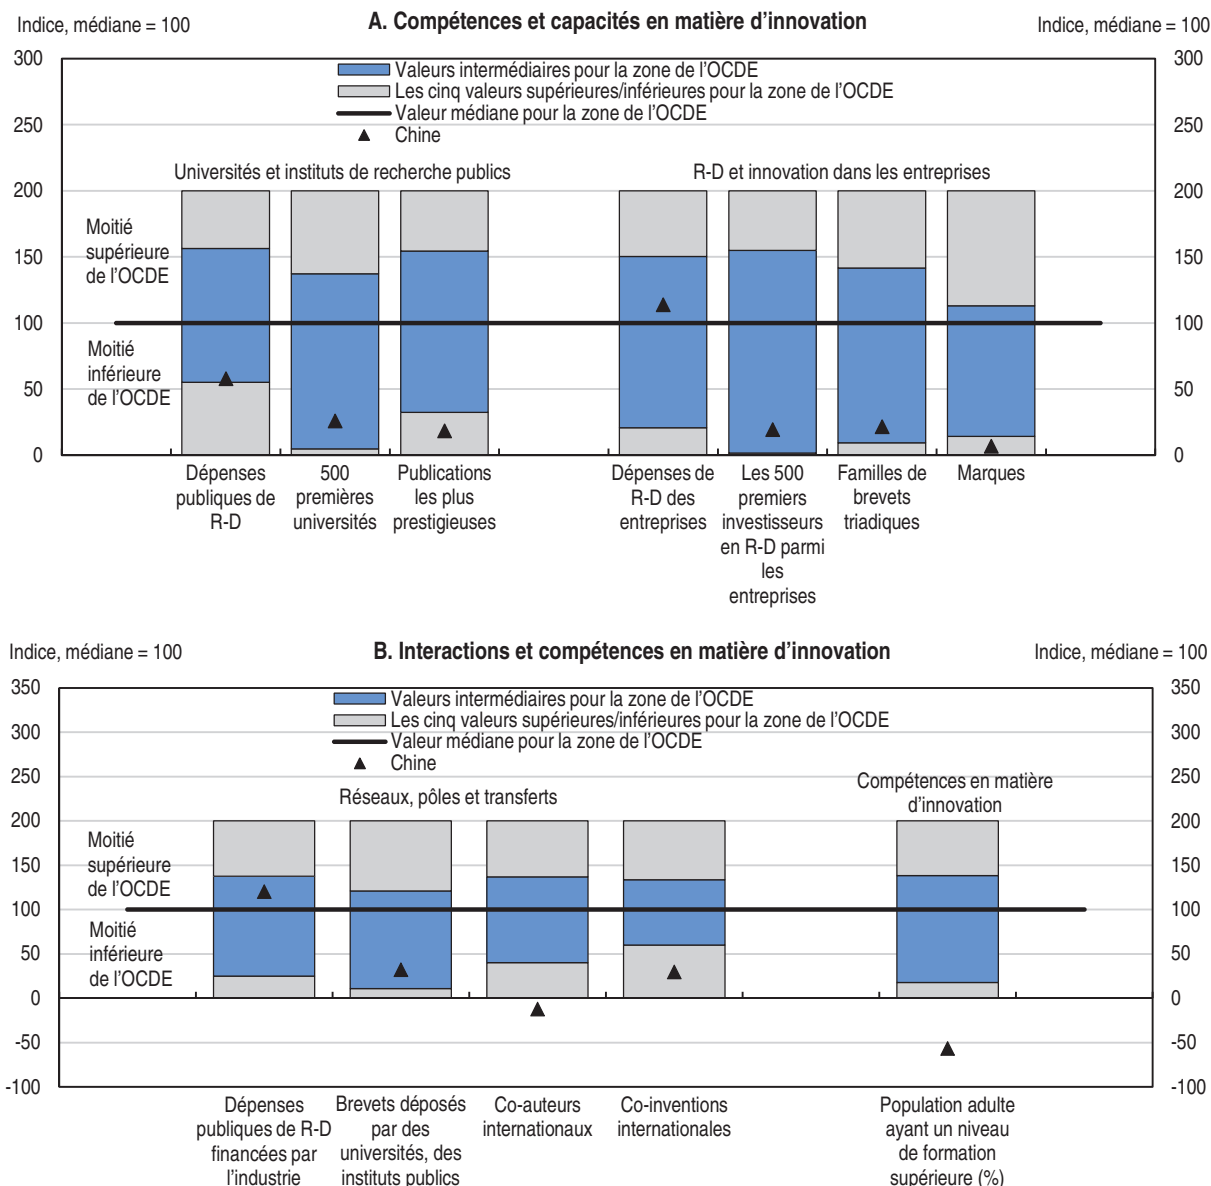 Indice, médiane = 100
A. Compétences et capacités en matière d’innovation
Indice, médiane = 100
300
300
Valeurs intermédiaires pour la zone de l’OCDE
Les cinq valeurs supérieures/inférieures pour la zone de l’OCDE
Valeur médiane pour la zone de l’OCDE
Chine
250
250
Universités et instituts de recherche publics
R-D et innovation dans les entreprises
200
200
Moitié
supérieure
de l’OCDE
150
150
100
100
Moitié
inférieure
de l’OCDE
50
50
0
0
Dépenses
publiques de
R-D
500
premières
universités
Publications
les plus
prestigieuses
Dépenses de
R-D des
entreprises
Les 500
premiers
investisseurs
en R-D parmi
les
entreprises
Familles de
brevets
triadiques
Marques
Indice, médiane = 100
B. Interactions et compétences en matière d’innovation
Indice, médiane = 100
350
350
Valeurs intermédiaires pour la zone de l’OCDE
Les cinq valeurs supérieures/inférieures pour la zone de l’OCDE
Valeur médiane pour la zone de l’OCDE
Chine
300
300
250
250
Réseaux, pôles et transferts
Compétences en matière
d’innovation
200
200
Moitié
supérieure
de l’OCDE
150
150
100
100
Moitié
inférieure
de l’OCDE
50
50
0
0
-50
-50
-100
-100
Dépenses
publiques de R-D
financées par
l’industrie
Brevets déposés
par des
universités, des
instituts publics
Co-auteurs
internationaux
Co-inventions
internationales
Population adulte
ayant un niveau
de formation
supérieure (%)